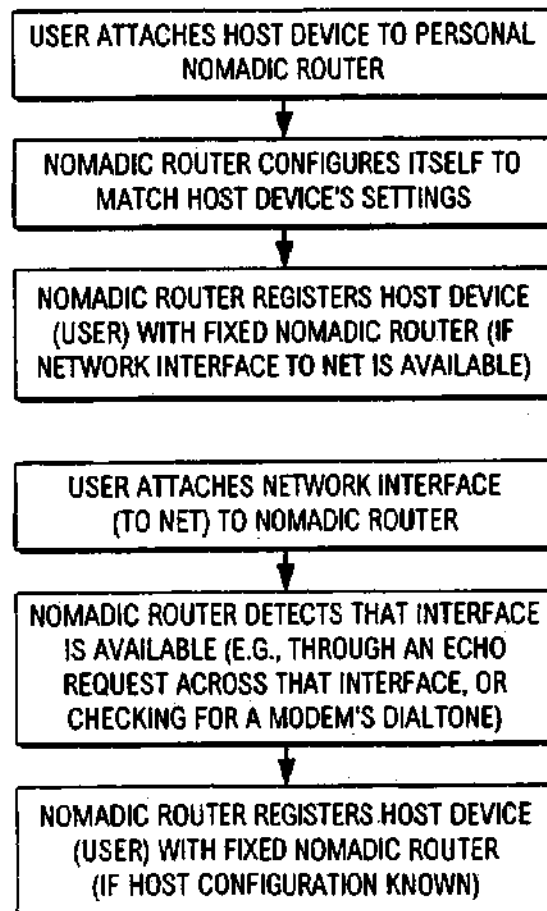 USER ATTACHES HOST DEVICE TO PERSONAL
NOMADIC ROUTER
NOMADIC ROUTER CONFIGURES ITSELF TO
MATCH HOST DEVICE'S SETTINGS
NOMADIC ROUTER REGISTERS HOST DEVICE
(USER) WITH FIXED NOMADIC ROUTER (IF
NETWORK INTERFACE TO NET IS AVAILABLE)
USER ATTACHES NETWORK INTERFACE
(TO NET) TO NOMADIC ROUTER
NOMADIC ROUTER DETECTS THAT INTERFACE
IS AVAILABLE (E.G., THROUGH AN ECHO
REQUEST ACROSS THAT INTERFACE, OR
CHECKING FOR A MODEM'S DIALTONE)
NOMADIC ROUTER REGISTERS HOST DEVICE
(USER) WITH FIXED NOMADIC ROUTER
(IF HOST CONFIGURATION KNOWN)